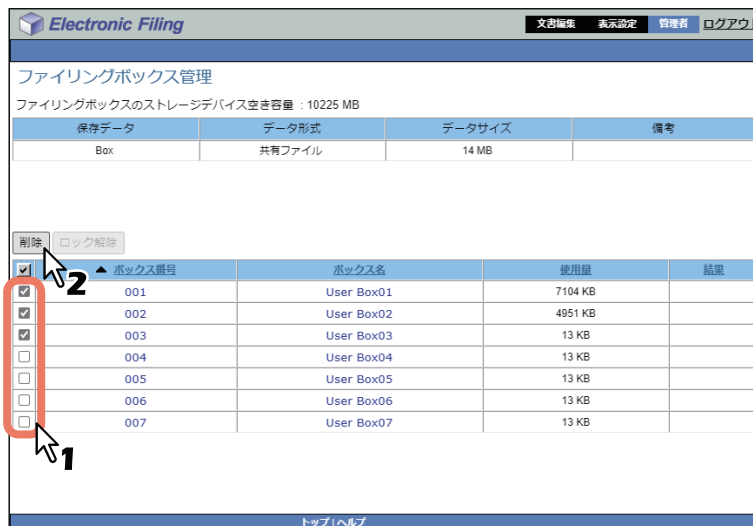 Electronic Filing 文書編集 表示設定 管理者 ログアウト
ファイリングボックス管理
ファイリングボックスのストレージデバイス空き容量 : 10225 MB
保存データ データ形式 データサイズ 備考
Box 共有ファイル 14 MB
削除 ロック解除
▲ ボックス番号 ボックス名 使用量 結果
2
001 User Box01 7104 KB
002 User Box02 4951 KB
003 User Box03 13 KB
004 User Box04 13 KB
005 User Box05 13 KB
006 User Box06 13 KB
007 User Box07 13 KB
1
トップ | ヘルプ